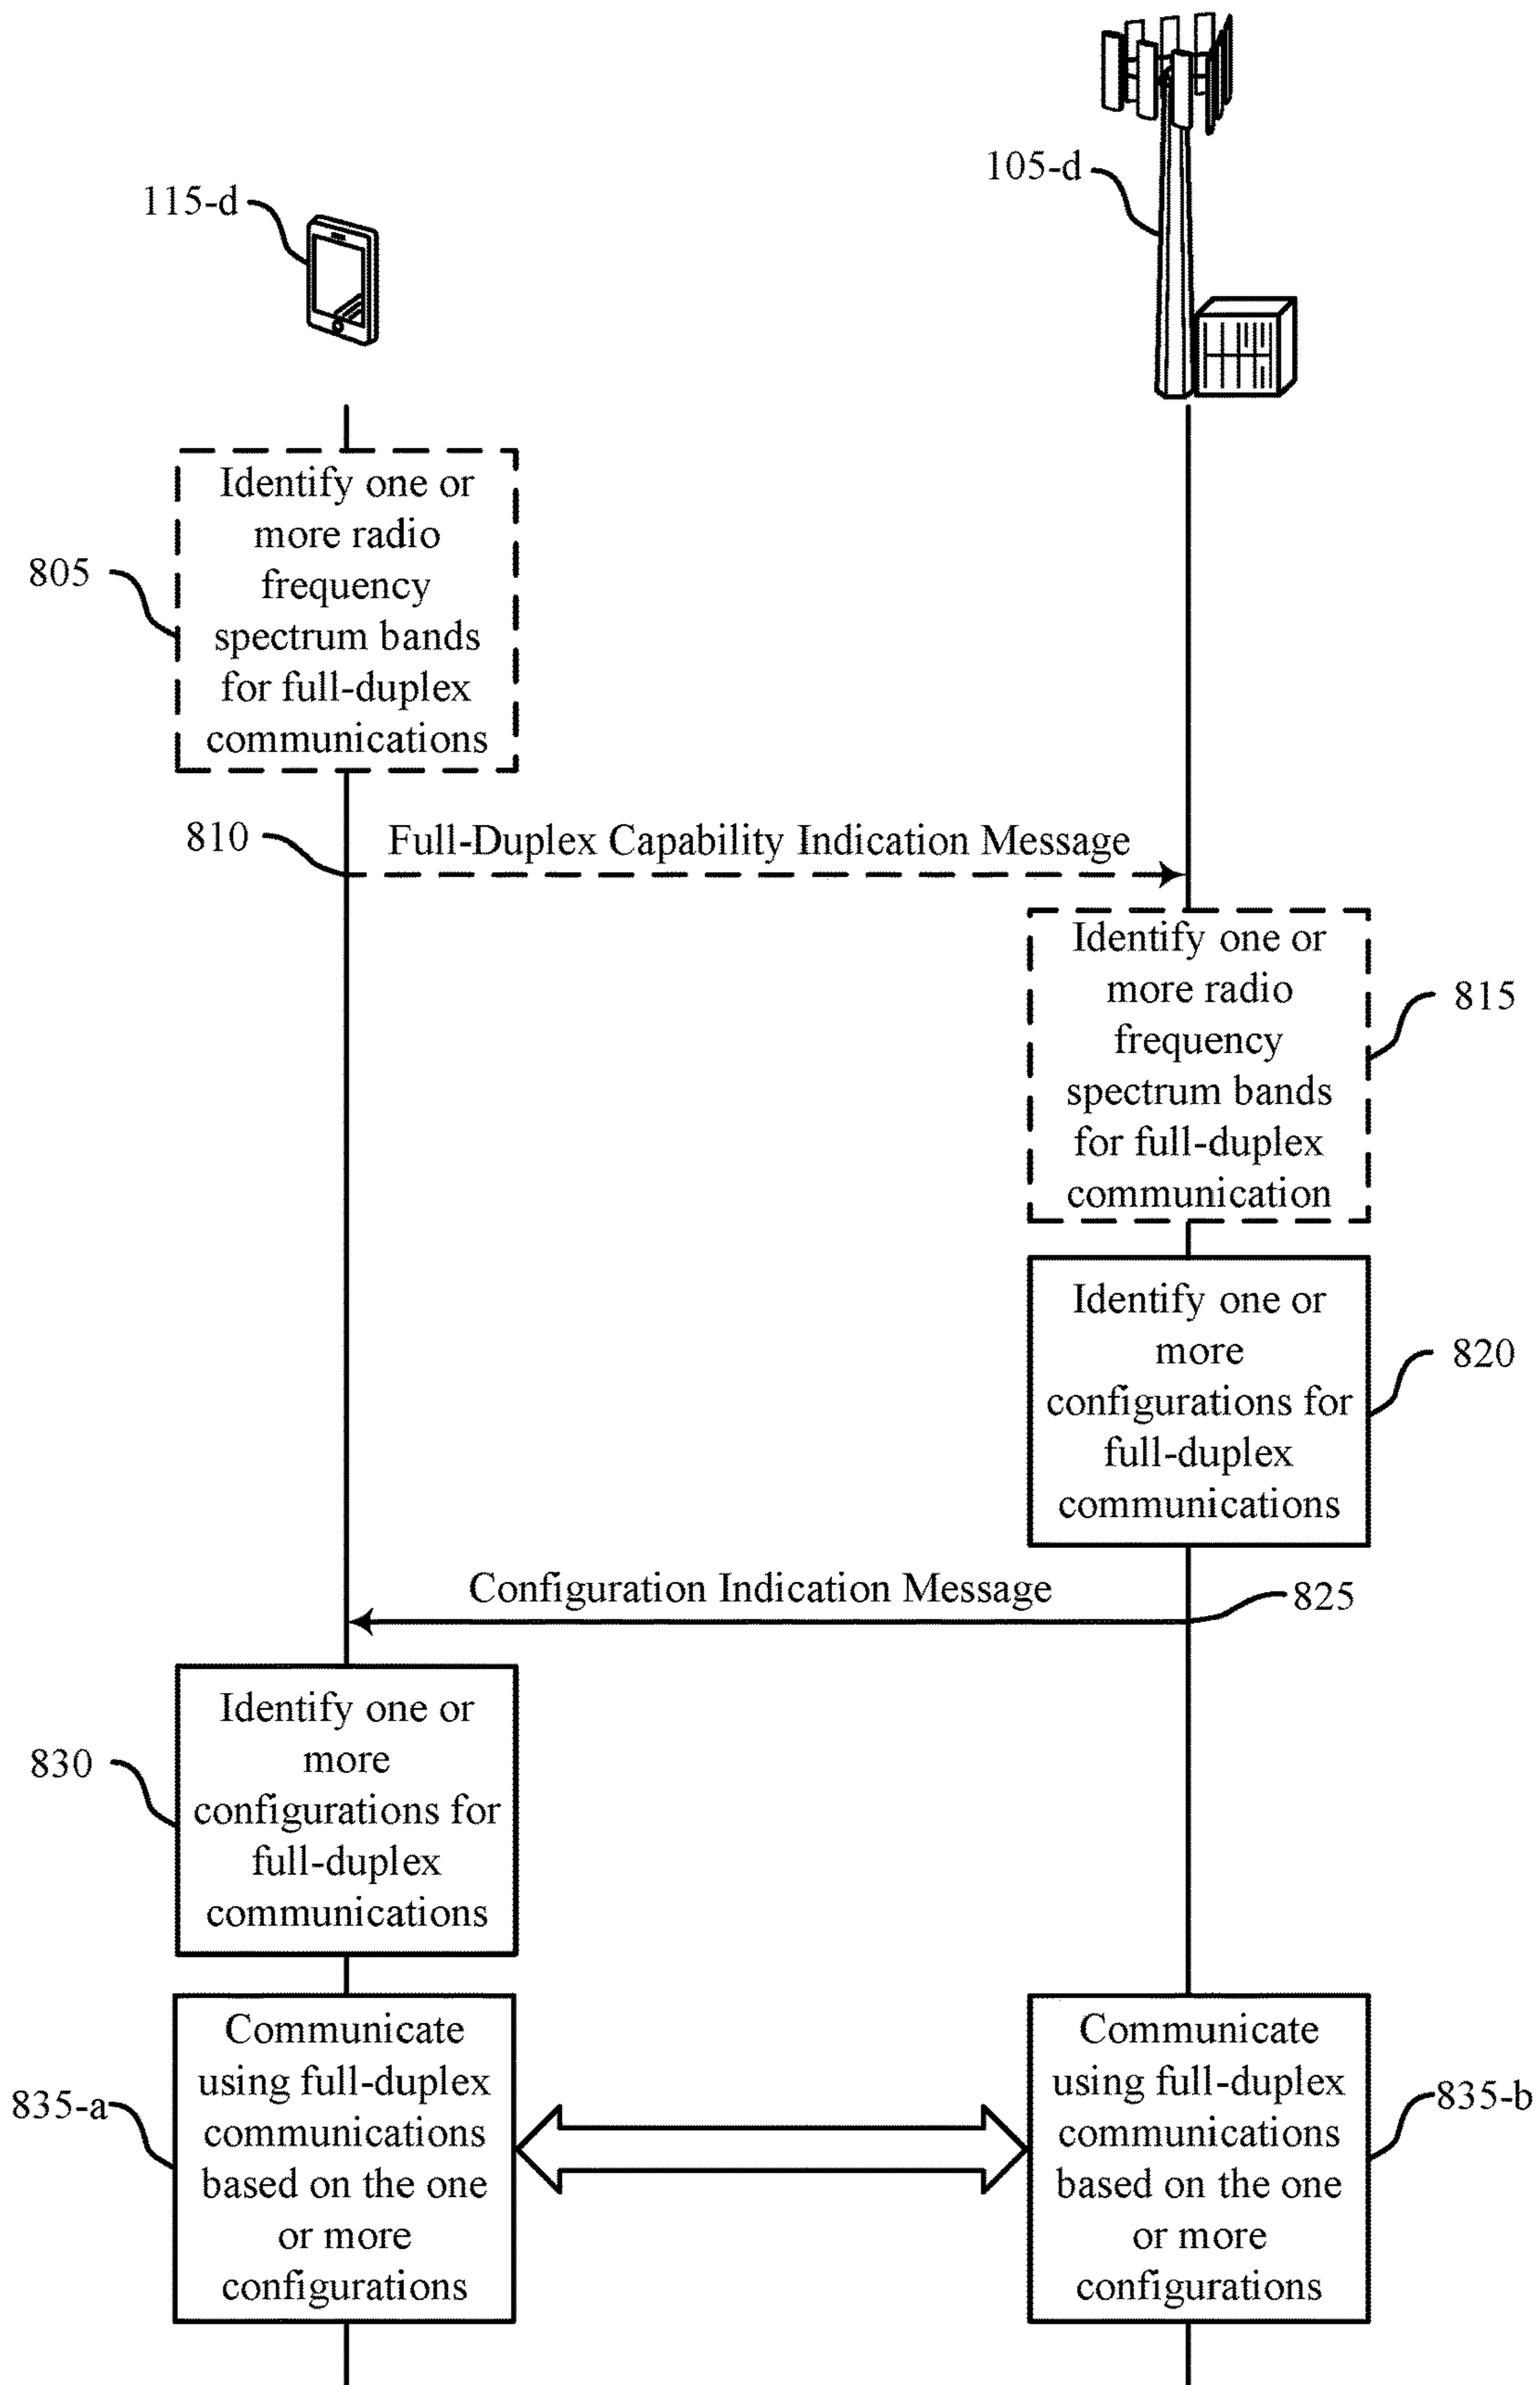 105-d
115-d
Identify one or
more radio
frequency
spectrum bands
for full-duplex
communications
805
810
Full-Duplex Capability Indication Message
Identify one or
more radio
frequency
spectrum bands
for full-duplex
communication
815
Identify one or
more
configurations for
full-duplex
communications
820
Configuration Indication Message
825
Identify one or
more
configurations for
full-duplex
communications
830
Communicate
using full-duplex
communications
based on the one
or more
configurations
835-a
Communicate
using full-duplex
communications
based on the one
or more
configurations
835-b